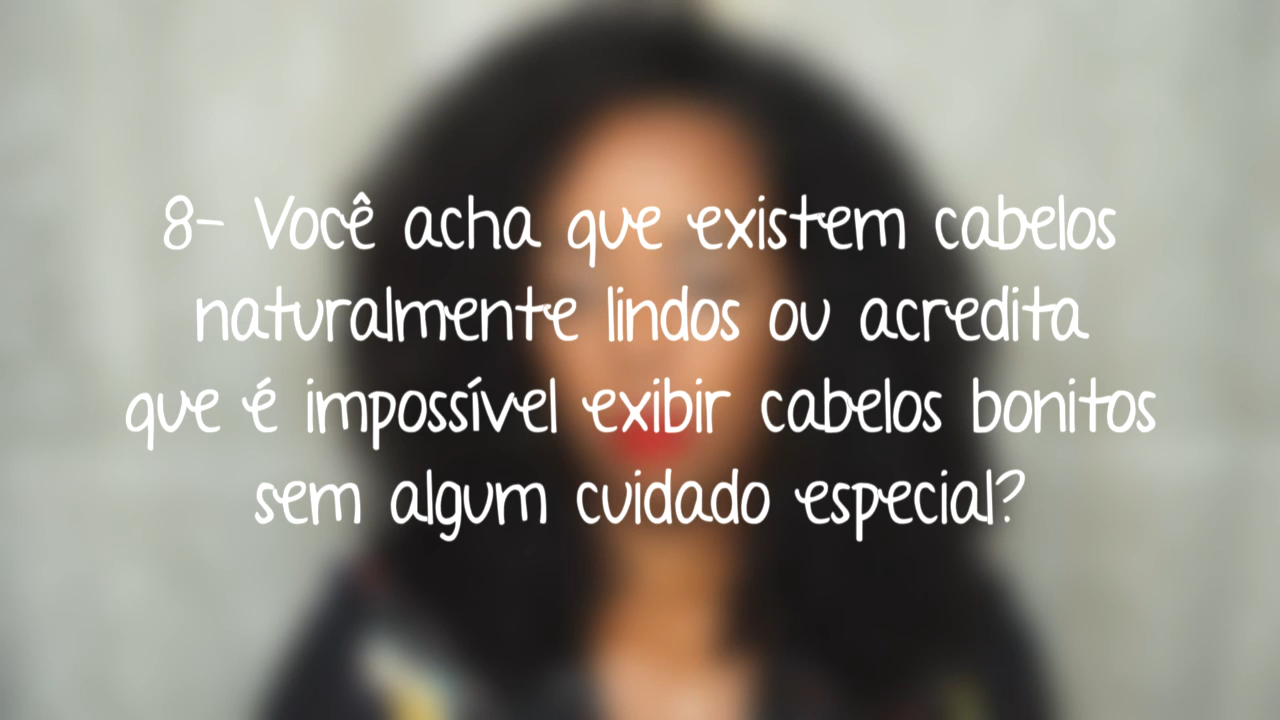 8- Você acha que existem cabelos
naturalmente lindos ou acredita
que é impossível exibir cabelos bonitos
sem algum cuidado especial?